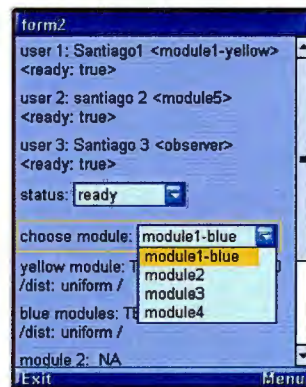 form2
user 1: Santiago1 <module1-yellow>
<ready: true>
user 2: santiago 2 <module5>
<ready: true>
user 3: Santiago 3 <observer>
<ready: true>
status: ready
choose module: module1-blue
module1-blue
module2
module3
module4
yellow module:
/dist: uniform /
blue modules:
/dist: uniform /
module 2: NA
Exit
Menu